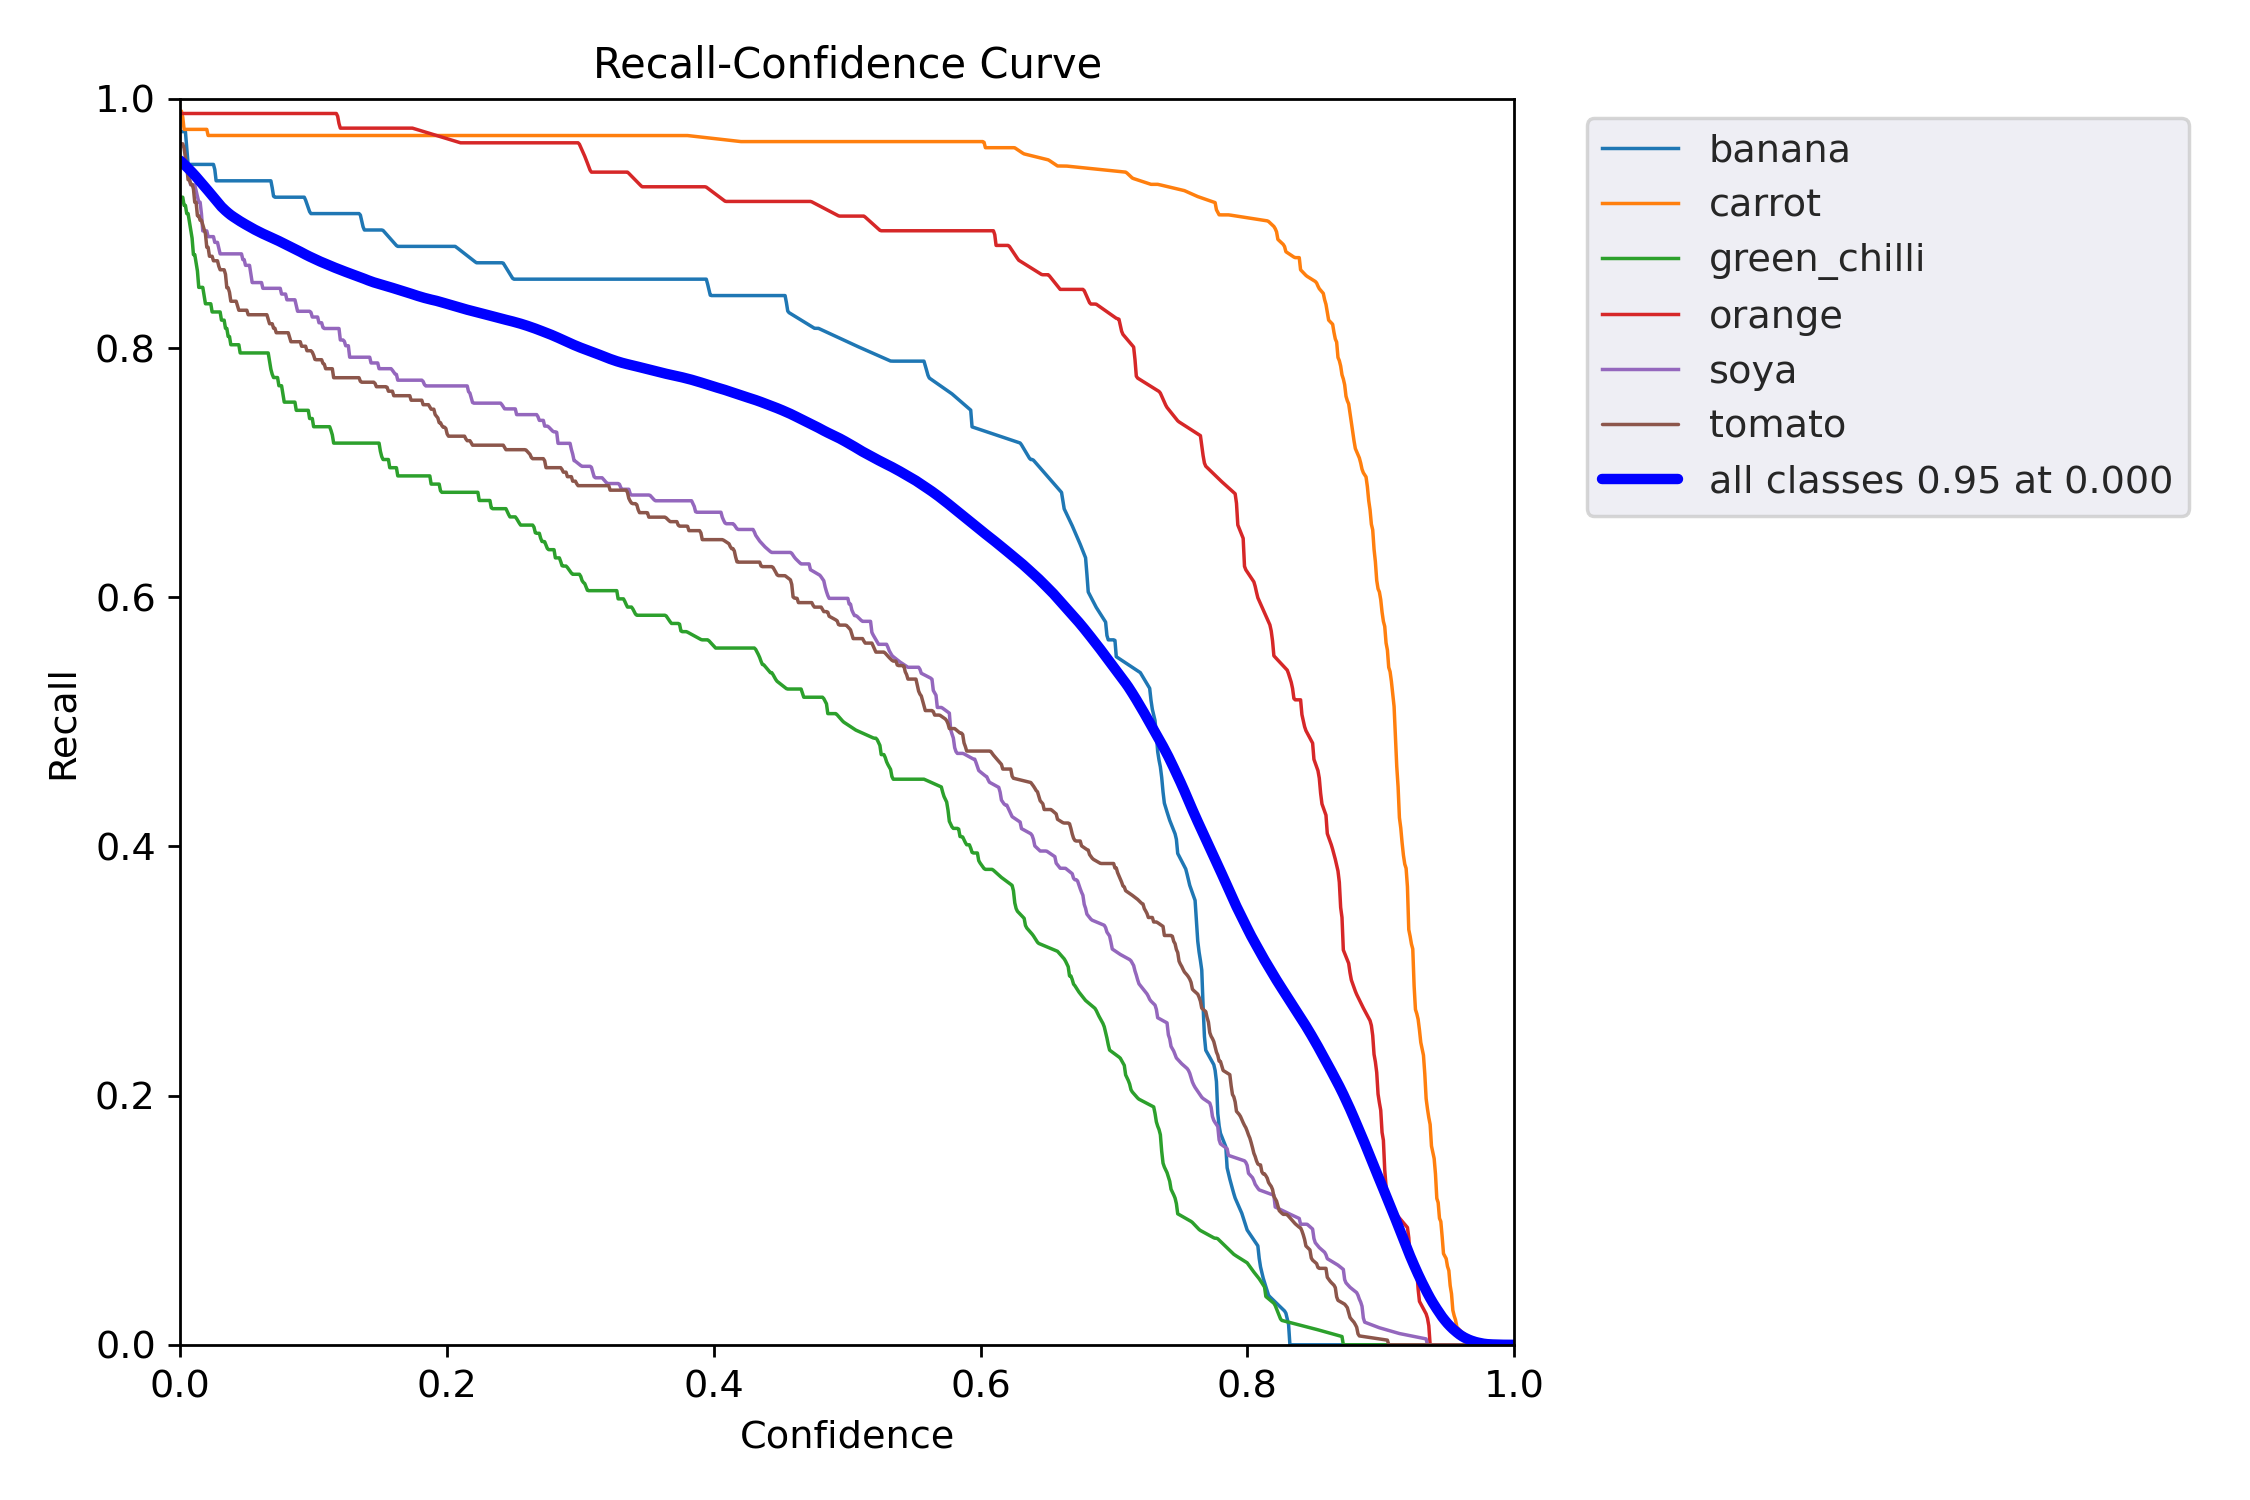 Recall-Confidence Curve
1.0
0.8
0.6
0.4
0.2
0.0
Recall
0.0 0.2 0.4 0.6 0.8 1.0
Confidence
banana
carrot
green_chilli
orange
soya
tomato
all classes 0.95 at 0.000